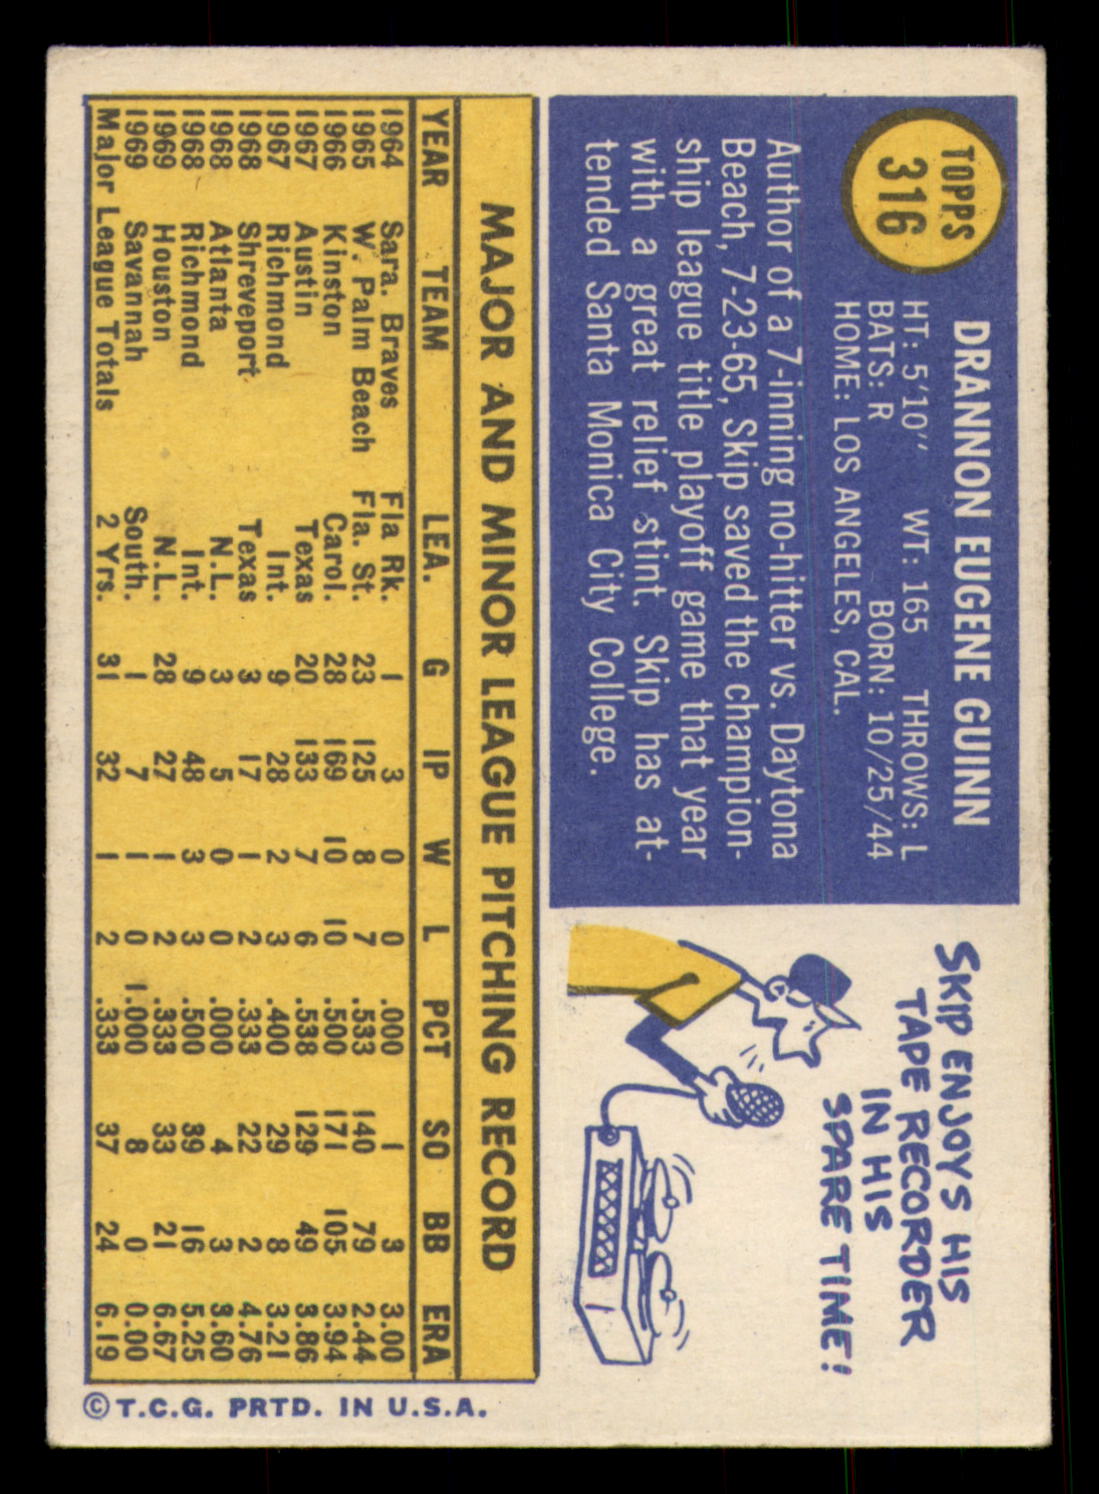 TOPPS
316
DRANNON EUGENE GUINN
HT: 5'10" WT: 165 THROWS: L
BATS: R BORN: 10/25/44
HOME: LOS ANGELES, CAL.
Author of a 7-inning no-hitter vs. Daytona
Beach, 7-23-65, Skip saved the champion-
ship league title playoff game that year
with a great relief stint. Skip has at-
tended Santa Monica City College.
SKIP ENJOYS HIS
TAPE RECORDER
IN HIS
SPARE TIME!
MAJOR AND MINOR LEAGUE PITCHING RECORD
YEAR TEAM LEA. G IP W L PCT SO BB ERA
1964 Sara. Braves Fla Rk. 1 3 0 0 .000 1 3 3.00
1965 W. Palm Beach Fla. St. 23 125 8 7 .533 140 79 2.44
1966 Kinston Carol. 28 169 10 10 .500 171 105 3.94
1967 Austin Texas 20 133 7 6 .538 129 49 3.86
1967 Richmond Int. 9 28 2 3 .400 29 8 3.21
1968 Shreveport Texas 3 17 1 2 .333 22 2 4.76
1968 Atlanta N.L. 3 5 0 0 .000 4 3 3.60
1968 Richmond Int. 9 48 3 3 .500 39 16 5.25
1969 Houston N.L. 28 27 1 2 .333 33 21 6.67
1969 Savannah South. 1 7 1 0 1.000 8 0 0.00
Major League Totals 2 Yrs. 31 32 1 2 .333 37 24 6.19
© T.C.G. PRTD. IN U.S.A.